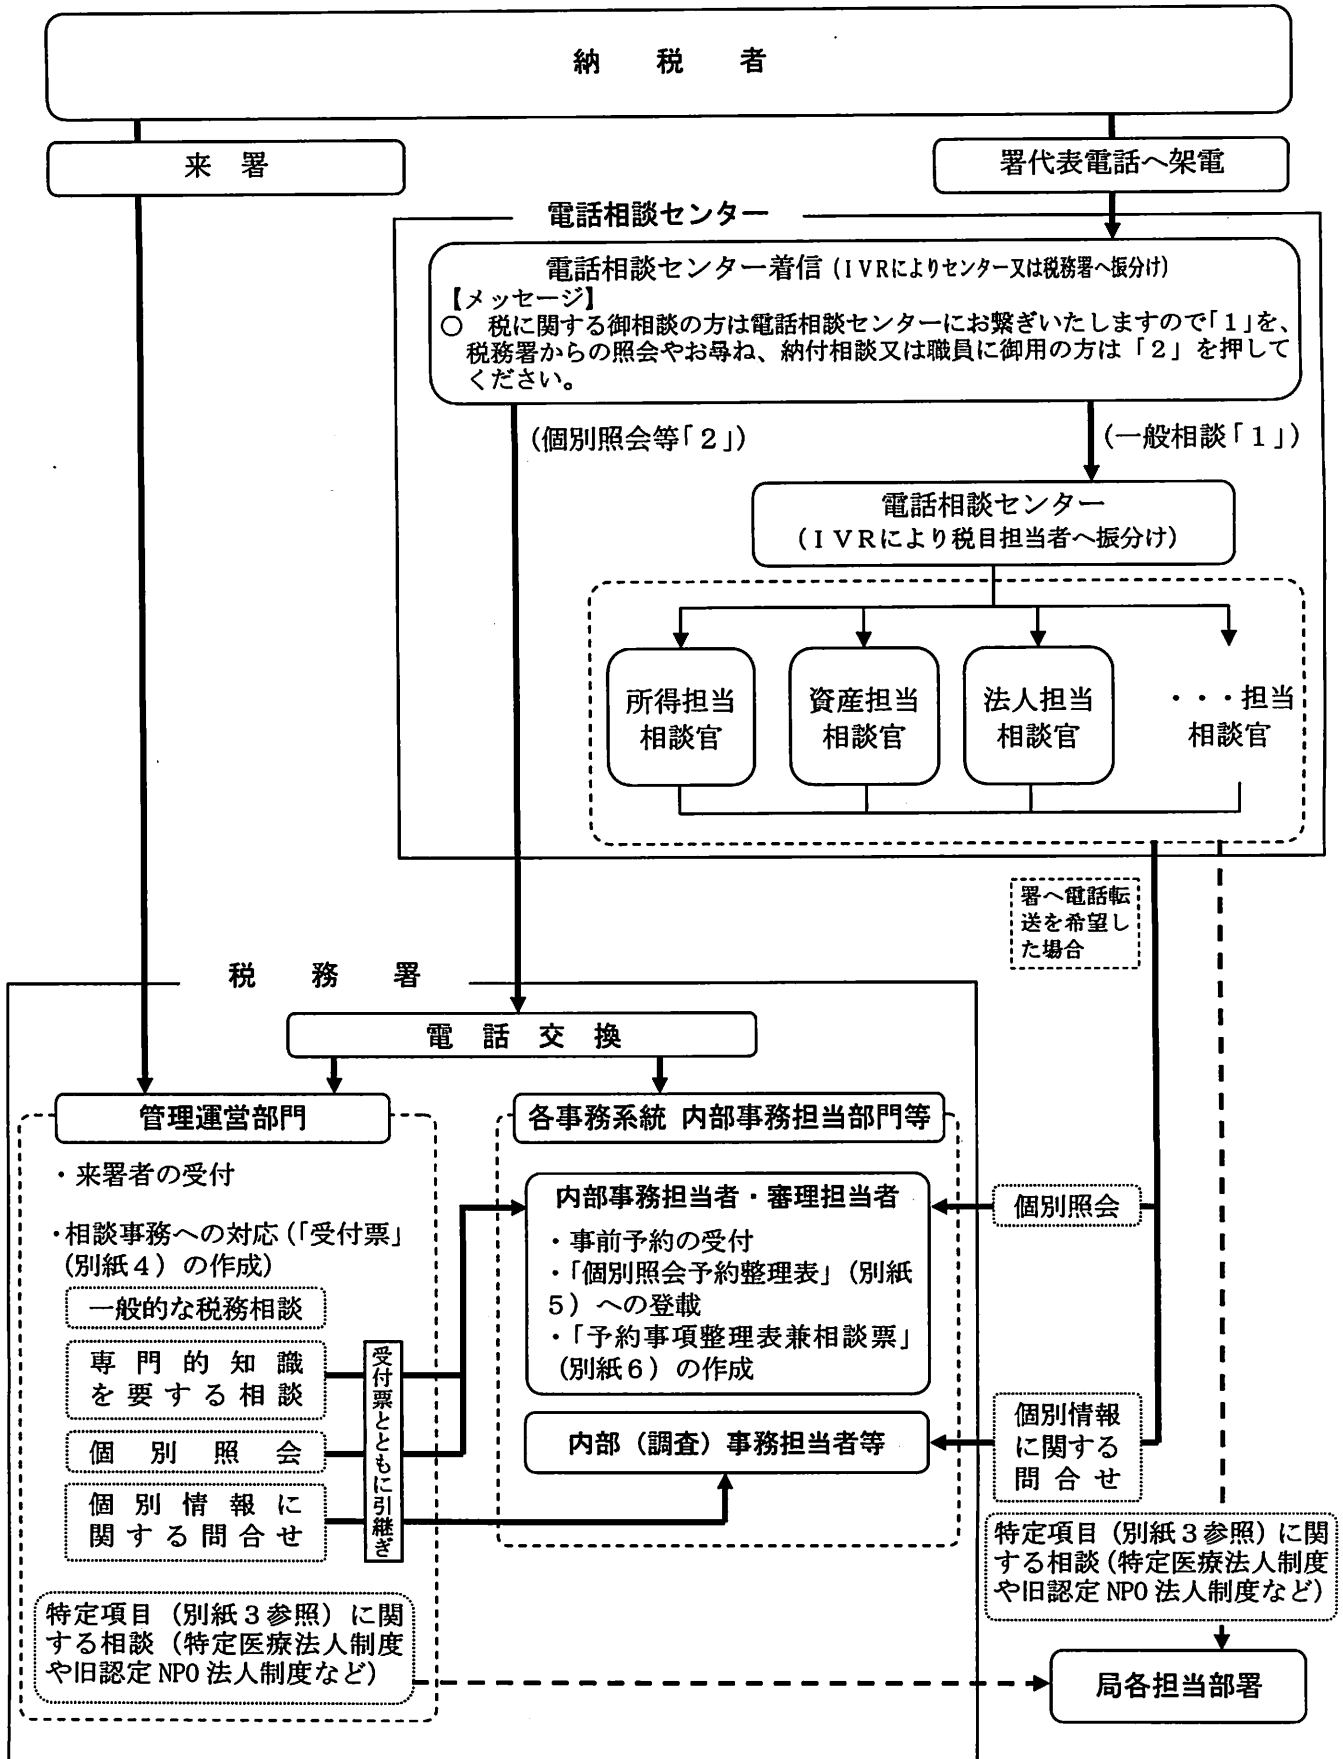 納税者
来署
署代表電話へ架電
電話相談センター
電話相談センター着信(IVRによりセンター又は税務署へ振分け)
【メッセージ】
○ 税に関する御相談の方は電話相談センターにお繋ぎいたしますので「1」を、
税務署からの照会やお尋ね、納付相談又は職員に御用の方は「2」を押して
ください。
(個別照会等「2」)
(一般相談「1」)
電話相談センター
(IVRにより税目担当者へ振分け)
所得担当
相談官
資産担当
相談官
法人担当
相談官
・・・担当
相談官
署へ電話転
送を希望し
た場合
税務署
電話交換
管理運営部門
・来署者の受付
・相談事務への対応(「受付票」
(別紙4)の作成)
一般的な税務相談
専門的知識
を要する相談
個別照会
個別情報に
関する問合せ
受付票とともに引継ぎ
特定項目(別紙3参照)に関
する相談(特定医療法人制度
や旧認定NPO法人制度など)
各事務系統 内部事務担当部門等
内部事務担当者・審理担当者
・事前予約の受付
・「個別照会予約整理表」(別紙
5)への登載
・「予約事項整理表兼相談票」
(別紙6)の作成
内部(調査)事務担当者等
個別照会
個別情報
に関する
問合せ
特定項目(別紙3参照)に関
する相談(特定医療法人制度
や旧認定NPO法人制度など)
局各担当部署